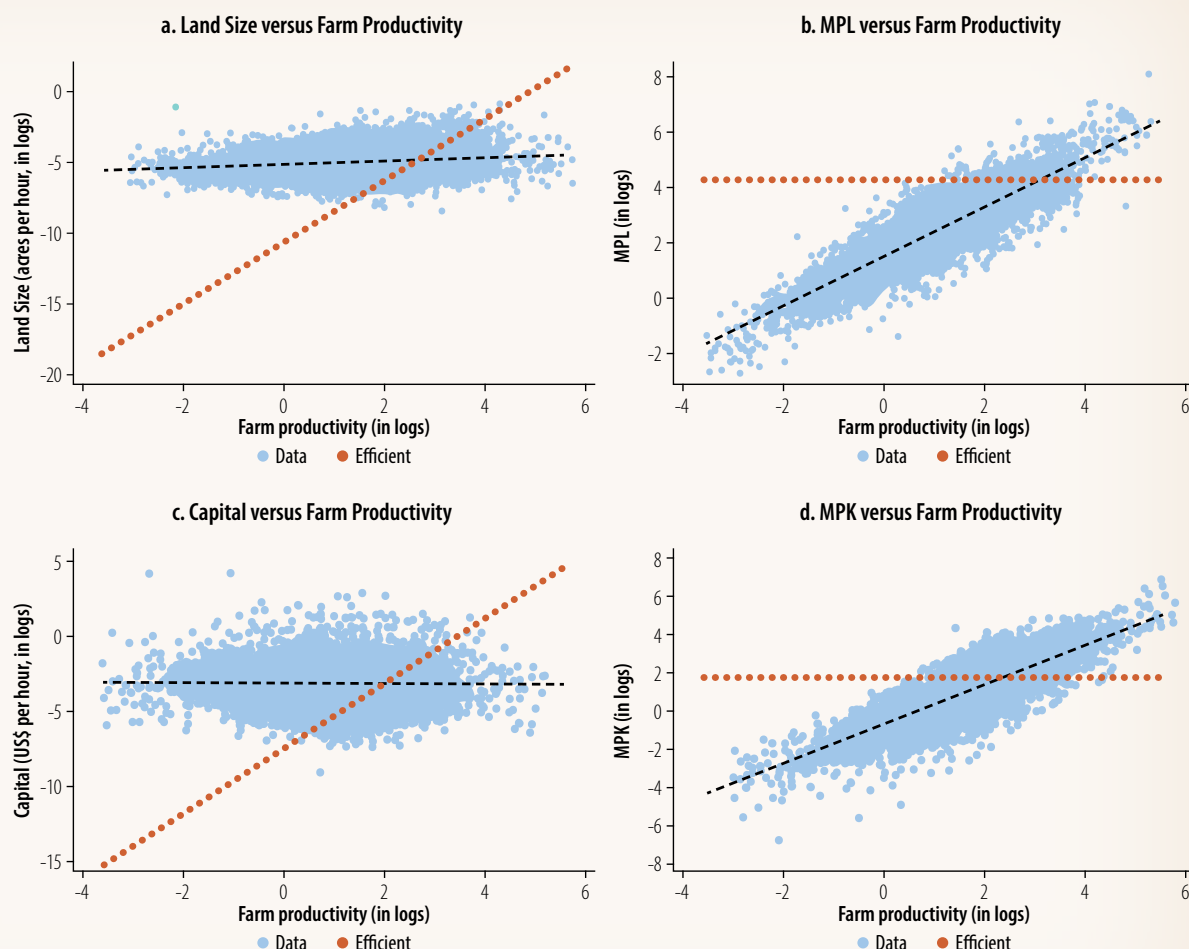 a. Land Size versus Farm Productivity
Land Size (acres per hour, in logs)
0
-5
-10
-15
-20
-4 -2 0 2 4 6
Farm productivity (in logs)
Data Efficient
b. MPL versus Farm Productivity
MPL (in logs)
8
6
4
2
0
-2
-4 -2 0 2 4 6
Farm productivity (in logs)
Data Efficient
c. Capital versus Farm Productivity
Capital (US$ per hour, in logs)
5
0
-5
-10
-15
-4 -2 0 2 4 6
Farm productivity (in logs)
Data Efficient
d. MPK versus Farm Productivity
MPK (in logs)
8
6
4
2
0
-2
-4
-6
-8
-4 -2 0 2 4 6
Farm productivity (in logs)
Data Efficient